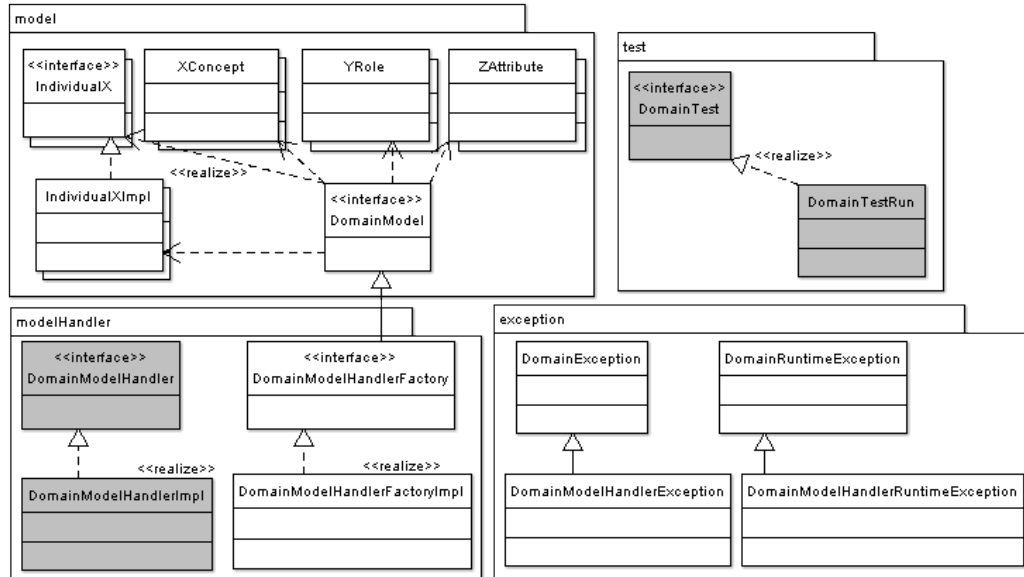 model
<<interface>>
IndividualX
XConcept
YRole
ZAttribute
<<realize>>
IndividualXImpl
<<interface>>
DomainModel
test
<<interface>>
DomainTest
<<realize>>
DomainTestRun
modelHandler
<<interface>>
DomainModelHandler
<<interface>>
DomainModelHandlerFactory
<<realize>>
<<realize>>
DomainModelHandlerImpl
DomainModelHandlerFactoryImpl
exception
DomainException
DomainRuntimeException
DomainModelHandlerException
DomainModelHandlerRuntimeException